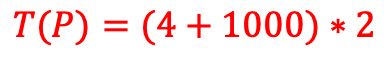 T(P) = (4 + 1000) * 2